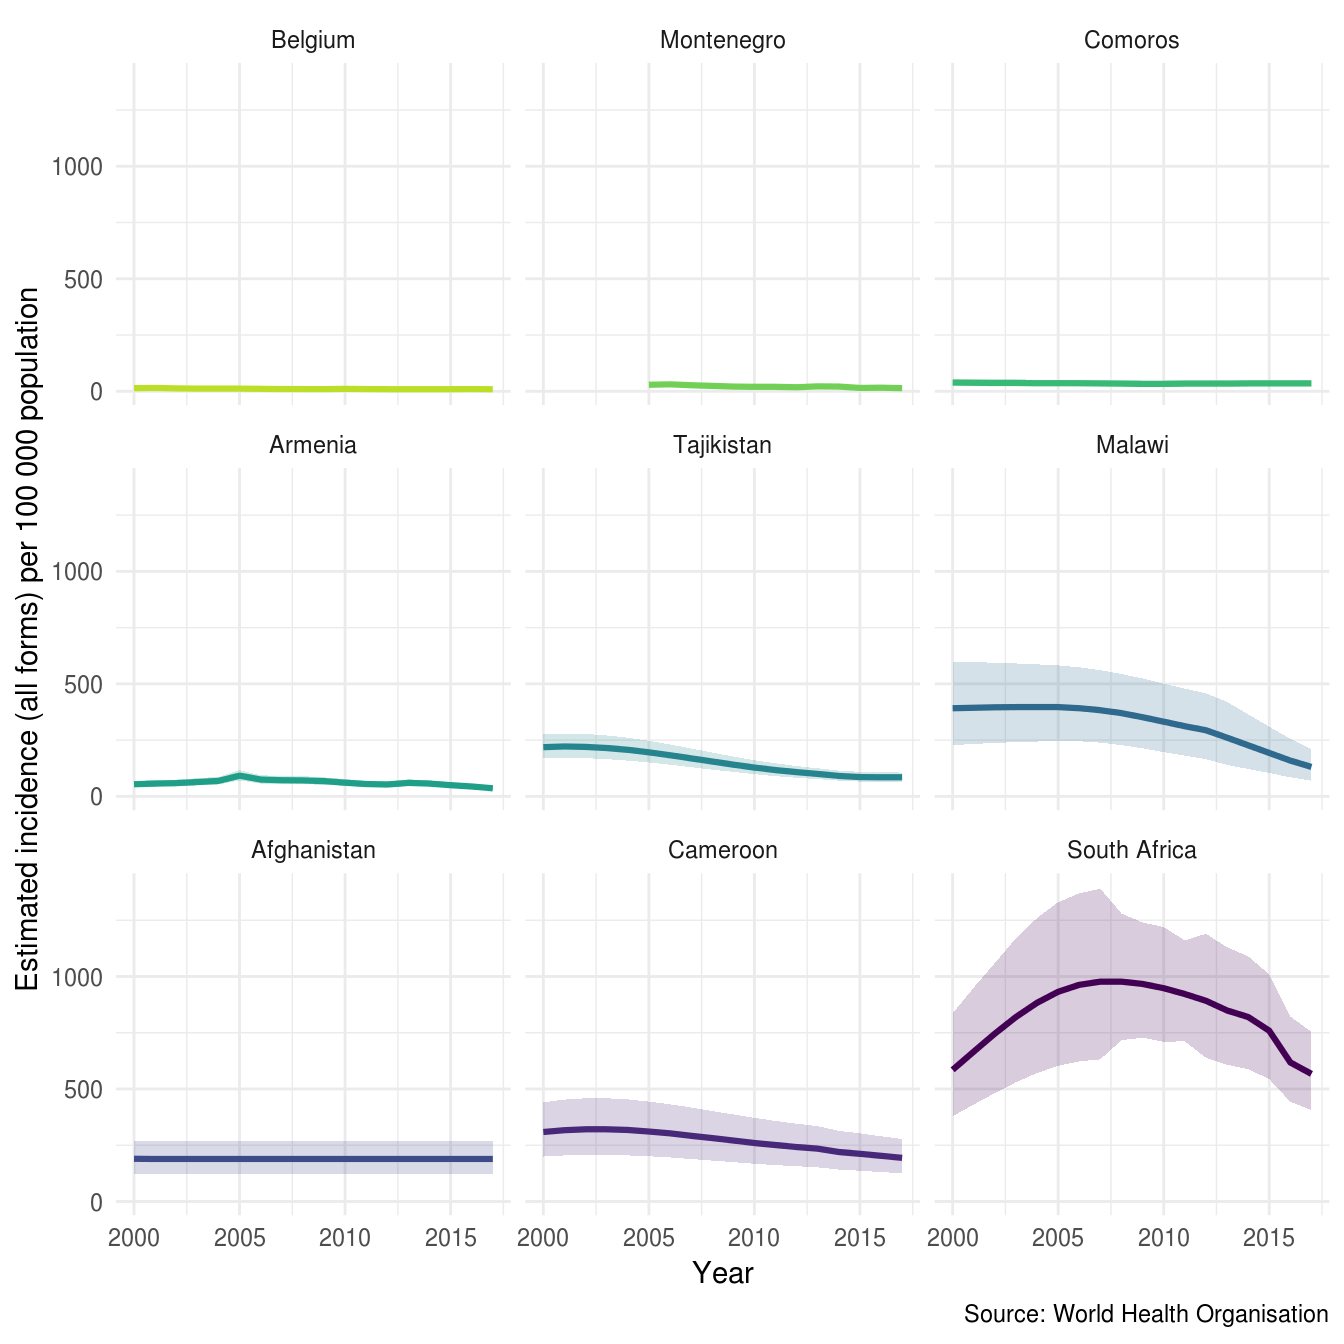 Belgium
Montenegro
Comoros
1000
500
0
Armenia
Tajikistan
Malawi
1000
500
0
Afghanistan
Cameroon
South Africa
1000
500
0
2000 2005 2010 2015
2000 2005 2010 2015
2000 2005 2010 2015
Estimated incidence (all forms) per 100 000 population
Year
Source: World Health Organisation